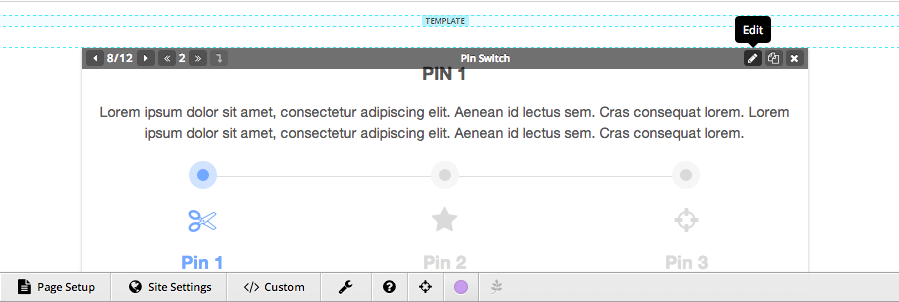 TEMPLATE
Edit
8/12 2 Pin Switch
PIN 1
Lorem ipsum dolor sit amet, consectetur adipiscing elit. Aenean id lectus sem. Cras consequat lorem. Lorem
ipsum dolor sit amet, consectetur adipiscing elit. Aenean id lectus sem. Cras consequat lorem.
Pin 1 Pin 2 Pin 3
Page Setup Site Settings </> Custom